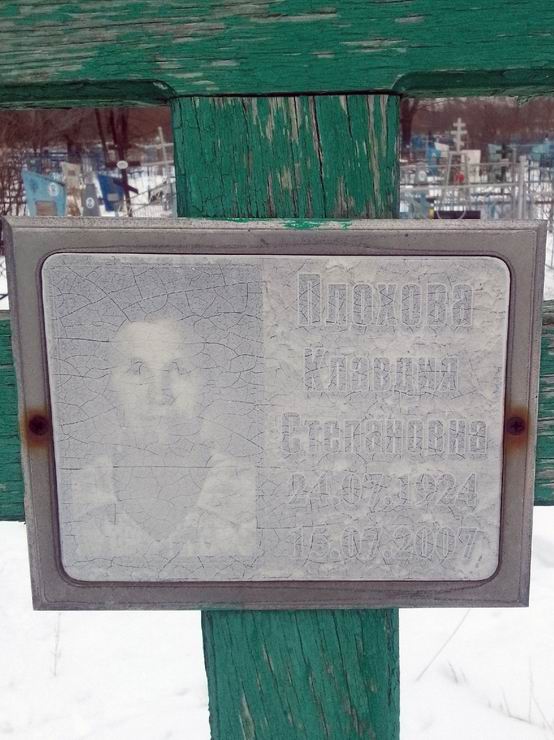 Плохова
Клавдия
Степановна
24.07.1924
15.07.2007